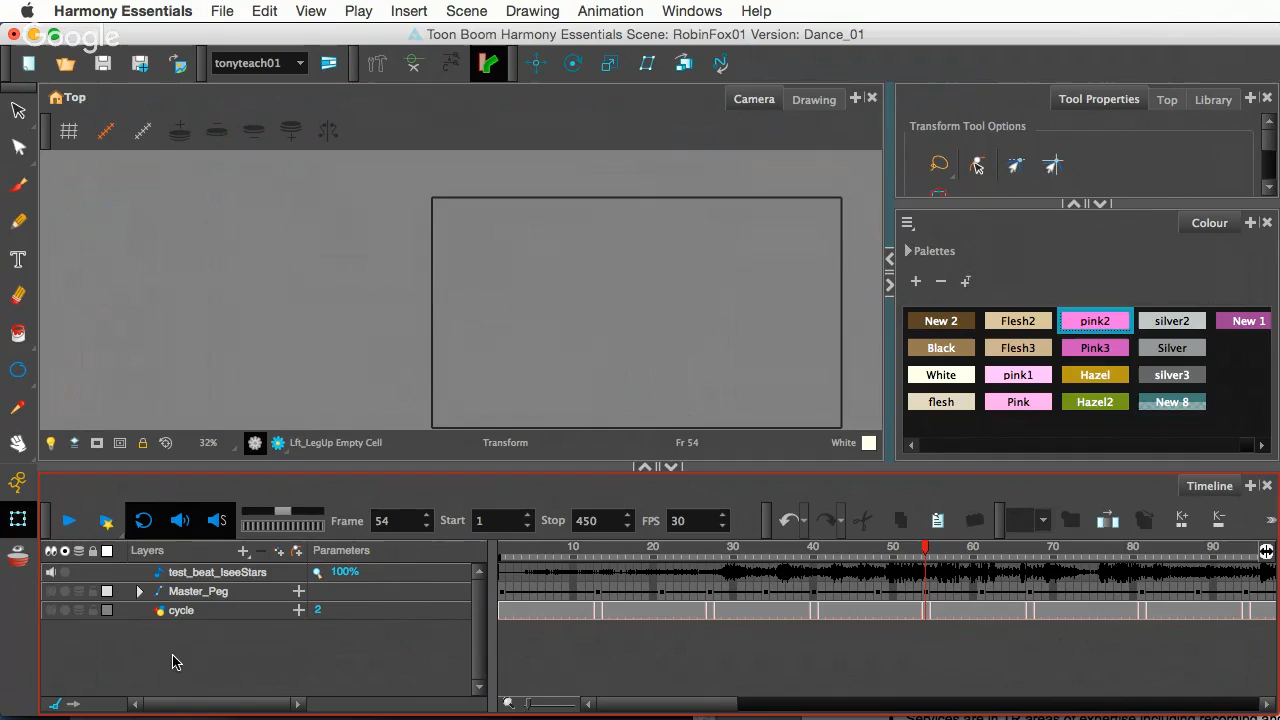 Harmony Essentials File Edit View Play Insert Scene Drawing Animation Windows Help
Google
Toon Boom Harmony Essentials Scene: RobinFox01 Version: Dance_01
tonyteach01
Top Camera Drawing
Tool Properties Top Library
Transform Tool Options
Colour
Palettes
New 2 Flesh2 pink2 silver2 New 1
Black Flesh3 Pink3 Silver
White pink1 Hazel silver3
flesh Pink Hazel2 New 8
32% Lft_LegUp Empty Cell Transform Fr 54 White
Timeline
Frame 54 Start 1 Stop 450 FPS 30
Layers Parameters 10 20 30 40 50 60 70 80 90
test_beat_IseeStars 100%
Master_Peg
cycle 2